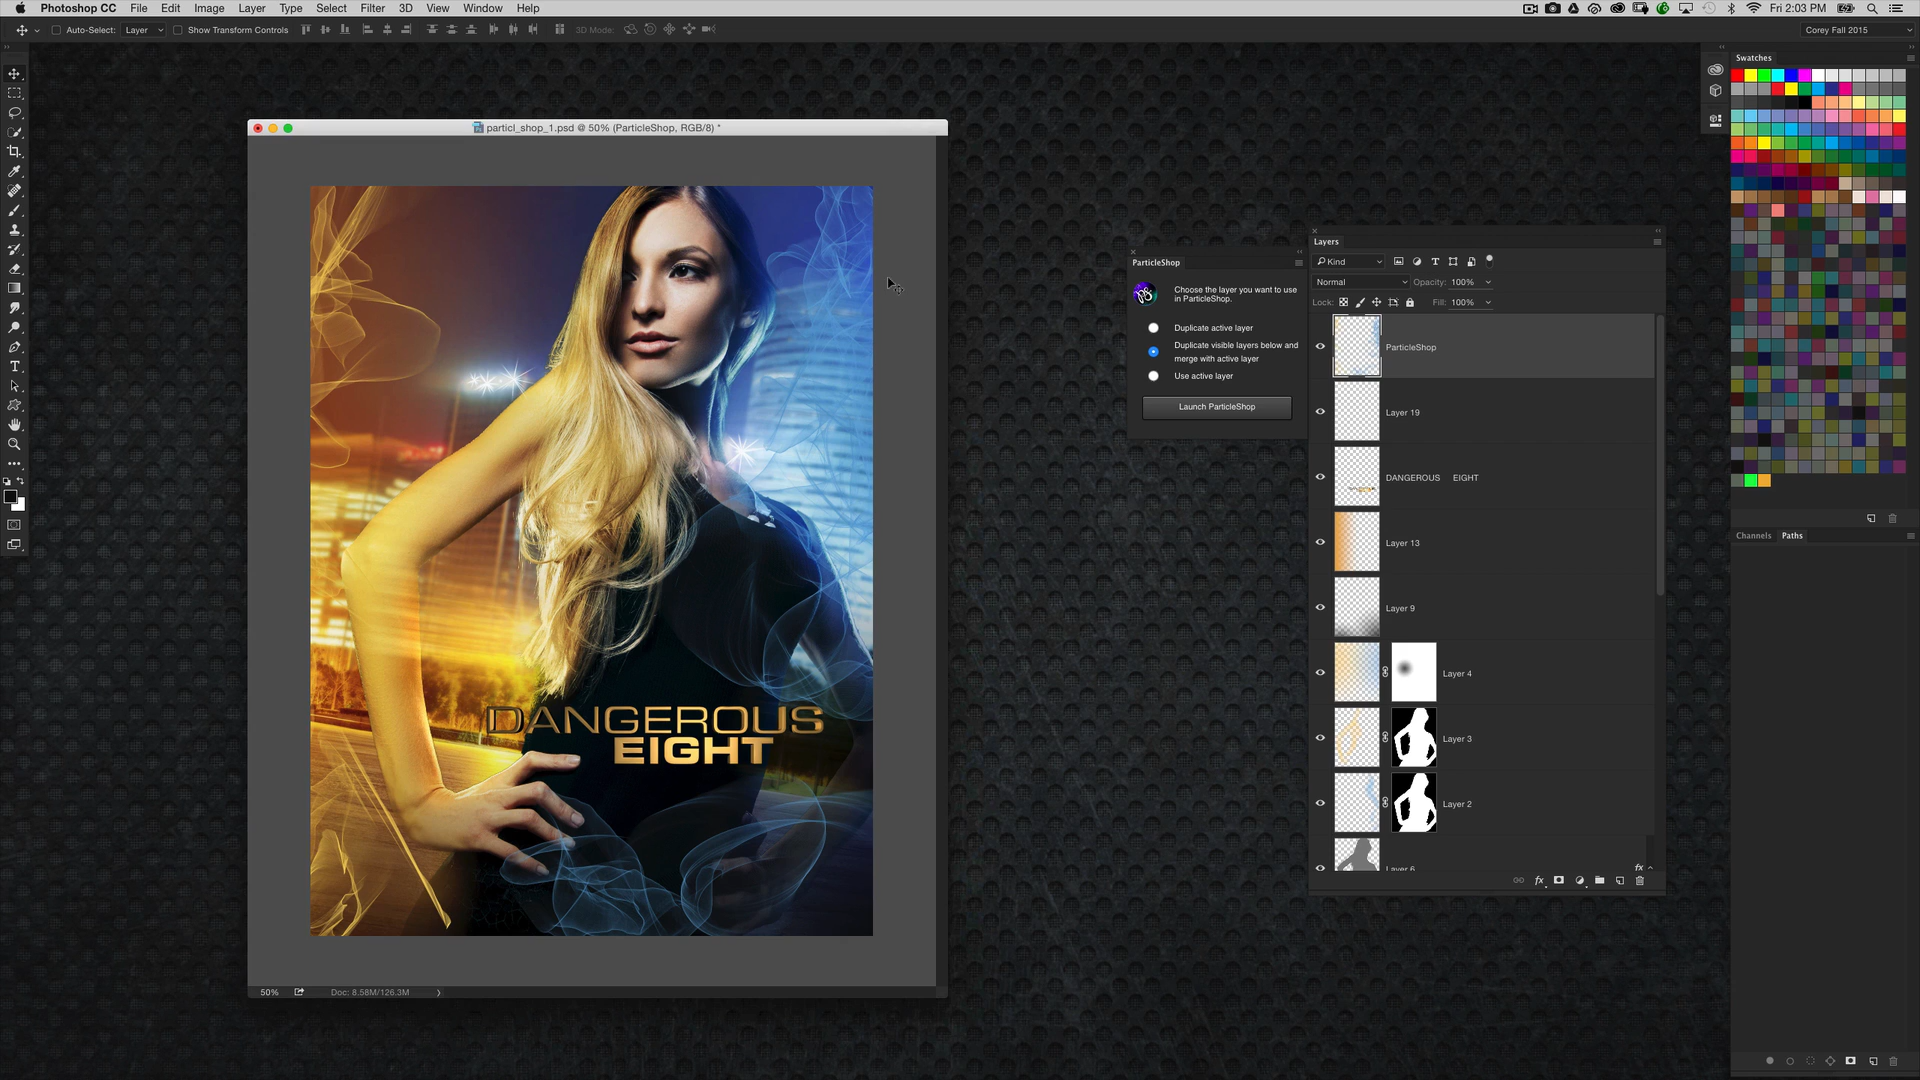 Photoshop CC File Edit Image Layer Type Select Filter 3D View Window Help
Fri 2:03 PM
Auto-Select: Layer Show Transform Controls 3D Mode: Corey Fall 2015
Swatches
particl_shop_1.psd @ 50% (ParticleShop, RGB/8) *
DANGEROUS
EIGHT
50% Doc: 8.58M/126.3M
ParticleShop
Choose the layer you want to use
in ParticleShop.
Duplicate active layer
Duplicate visible layers below and
merge with active layer
Use active layer
Launch ParticleShop
Layers
Kind
Normal Opacity: 100%
Lock: Fill: 100%
ParticleShop
Layer 19
DANGEROUS EIGHT
Layer 13
Layer 9
Layer 4
Layer 3
Layer 2
Layer 6
fx
fx
Channels Paths